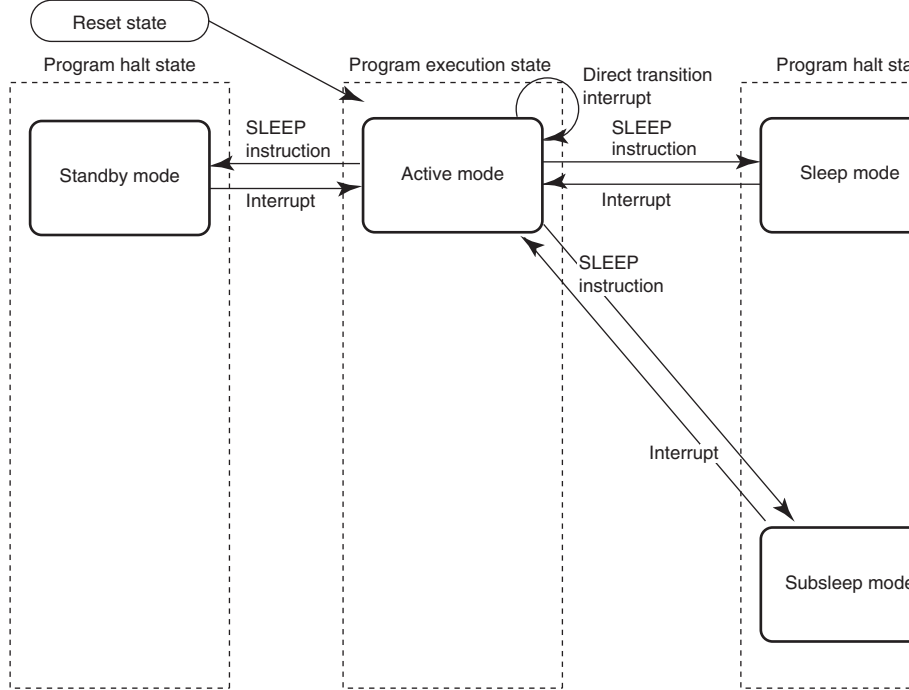 Reset state
Program halt state
Program execution state
Program halt sta
Direct transition
interrupt
SLEEP
instruction
SLEEP
instruction
Standby mode
Active mode
Sleep mode
Interrupt
Interrupt
SLEEP
instruction
Interrupt
Subsleep mode